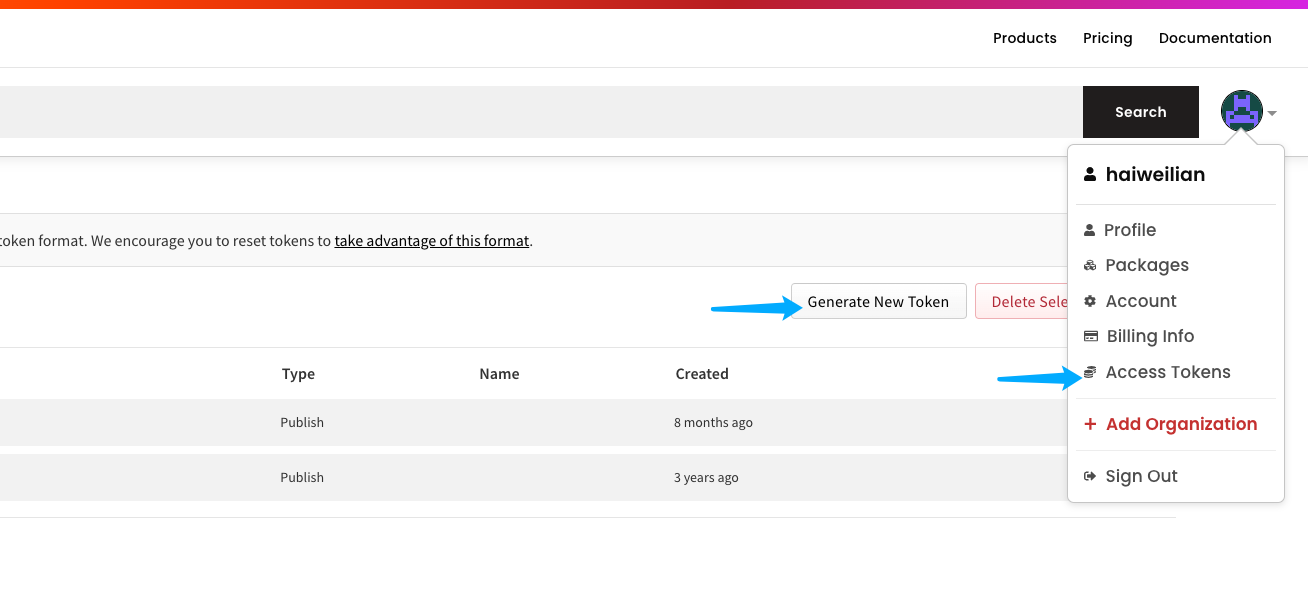 Products Pricing Documentation
Search
haiweilian
Profile
Packages
Account
Billing Info
Access Tokens
Add Organization
Sign Out
token format. We encourage you to reset tokens to take advantage of this format.
Generate New Token Delete Sele
Type Name Created
Publish 8 months ago
Publish 3 years ago